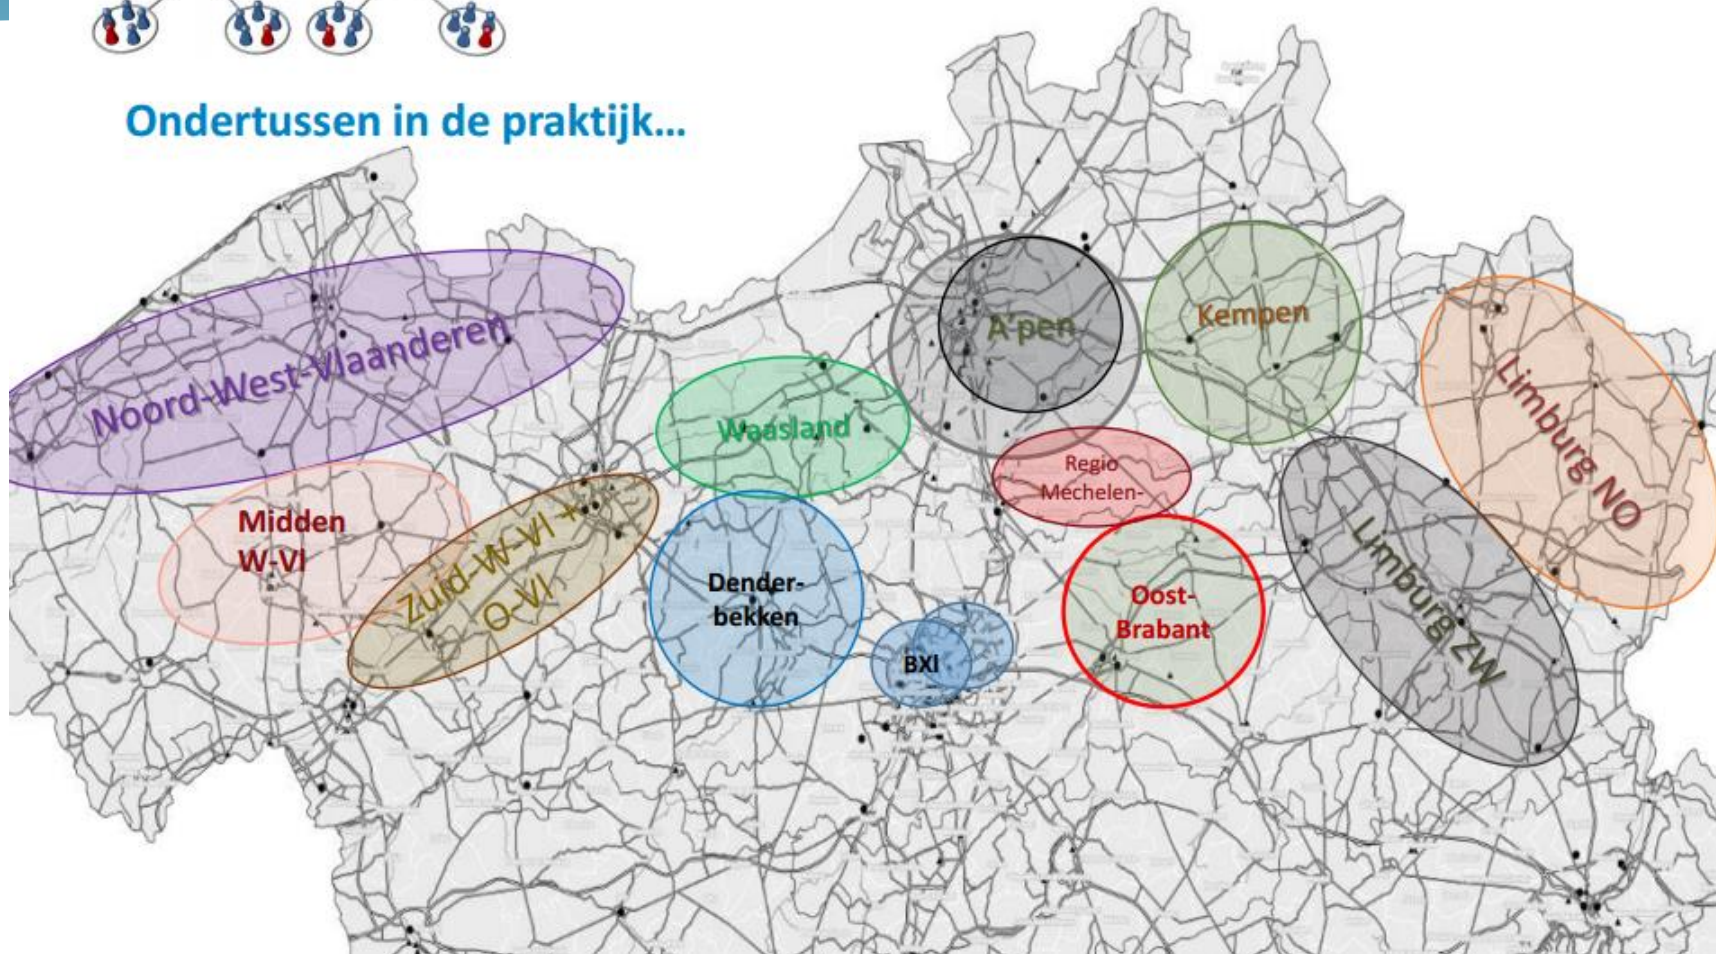 Ondertussen in de praktijk...
Noord-West-Vlaanderen
A'pen
Kempen
Limburg NO
Waasland
Regio
Mechelen-
Midden
W-Vl
Zuid-W-Vl +
O-Vl
Dender-
bekken
BXl
Oost-
Brabant
Limburg ZW